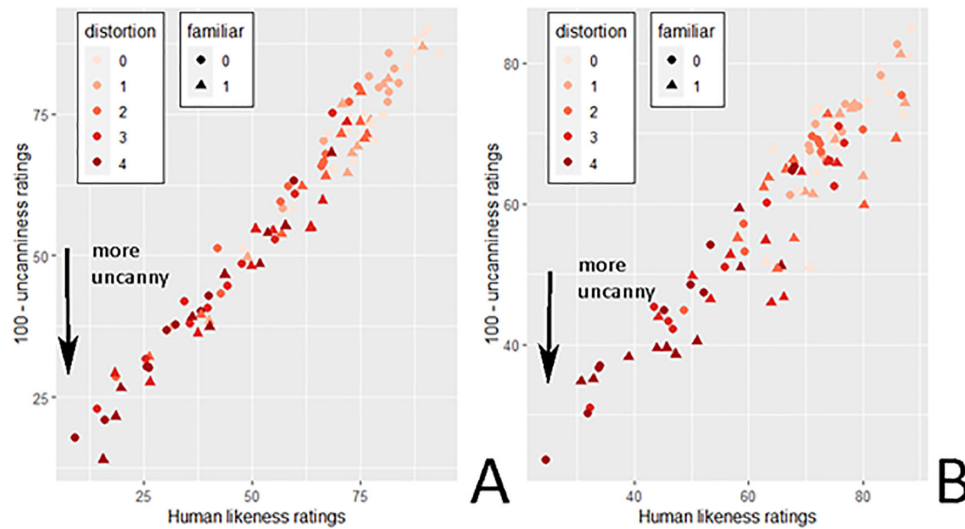 distortion
0
1
2
3
4
familiar
0
1
more
uncanny
100 - uncanniness ratings
75
50
25
25
50
75
Human likeness ratings
A
distortion
0
1
2
3
4
familiar
0
1
more
uncanny
100 - uncanniness ratings
80
60
40
40
60
80
Human likeness ratings
B